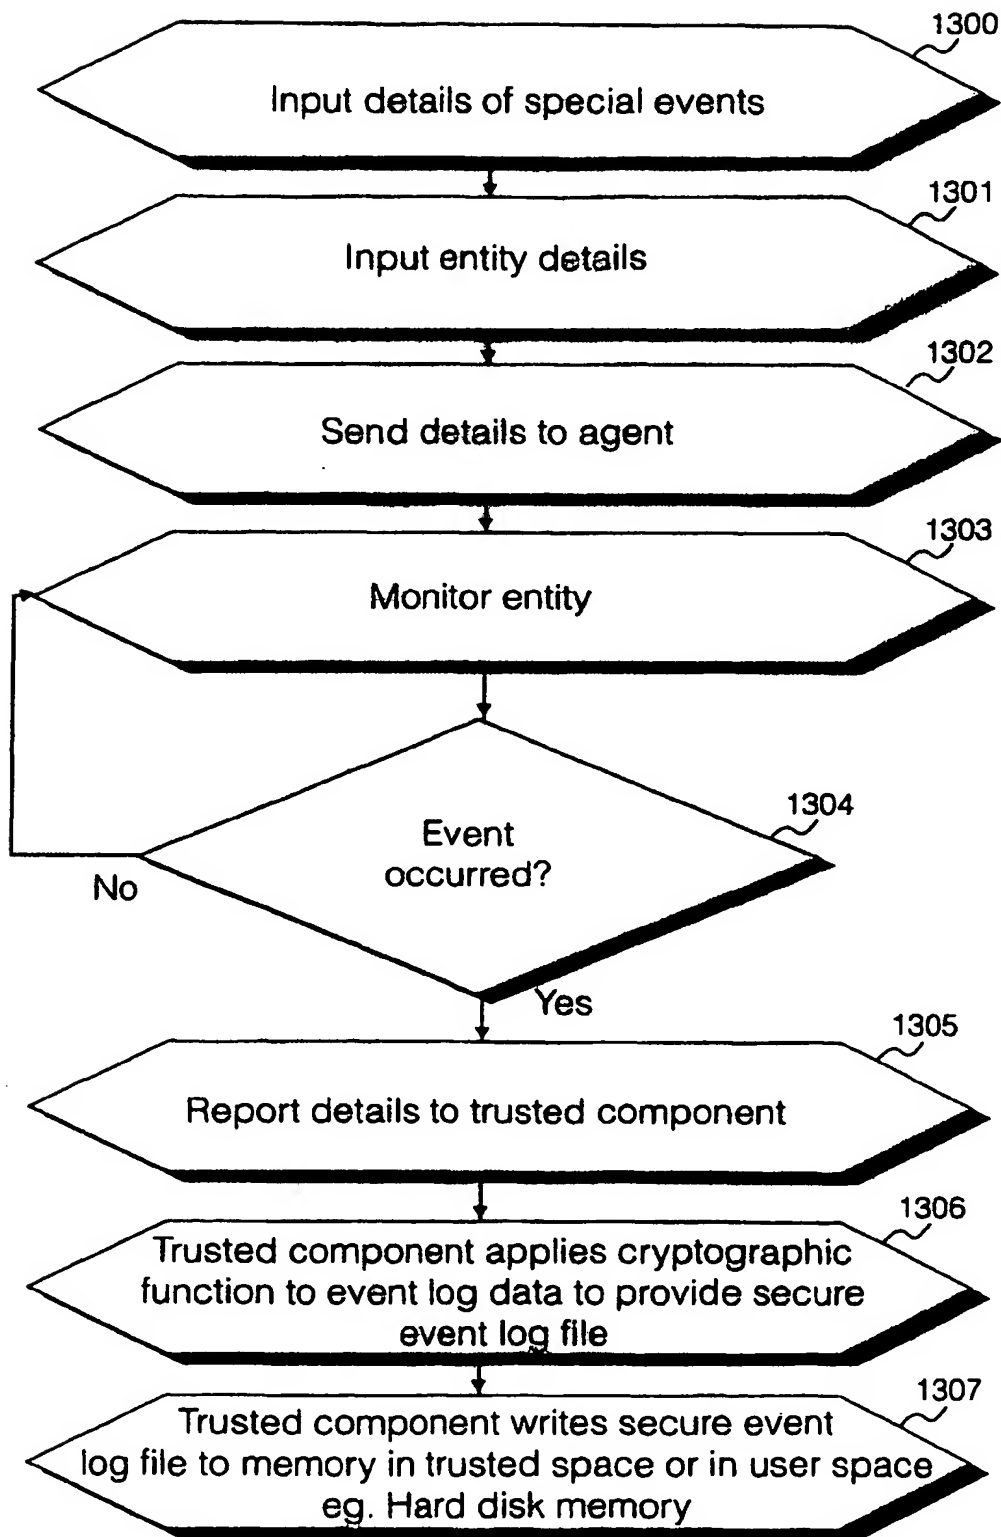 1300
Input details of special events
1301
Input entity details
1302
Send details to agent
1303
Monitor entity
1304
Event
occurred?
No
Yes
1305
Report details to trusted component
1306
Trusted component applies cryptographic
function to event log data to provide secure
event log file
1307
Trusted component writes secure event
log file to memory in trusted space or in user space
eg. Hard disk memory